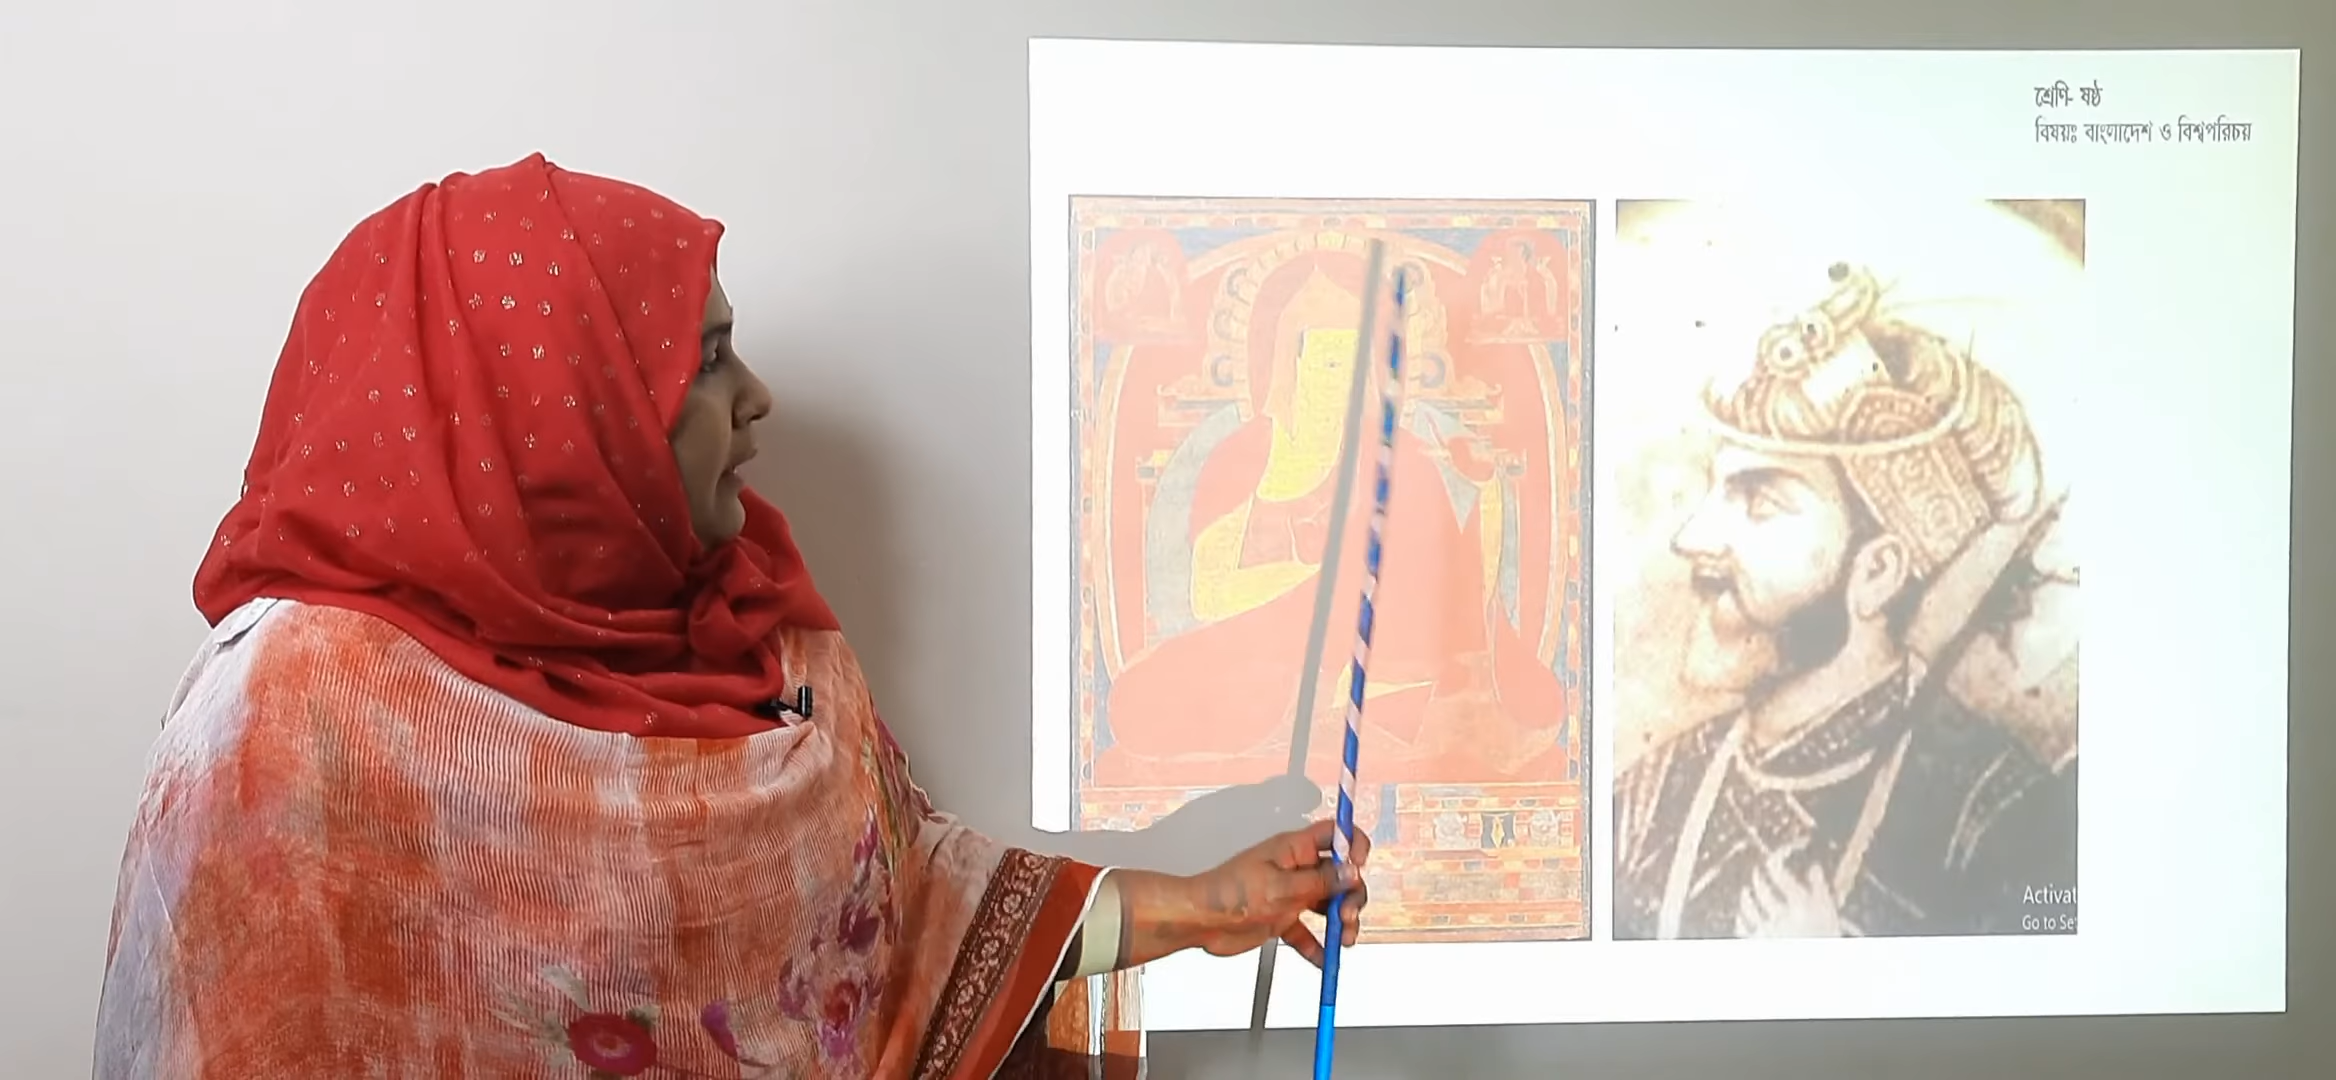 শ্রেণি- ষষ্ঠ
বিষয়ঃ বাংলাদেশ ও বিশ্বপরিচয়
Activat
Go to Se